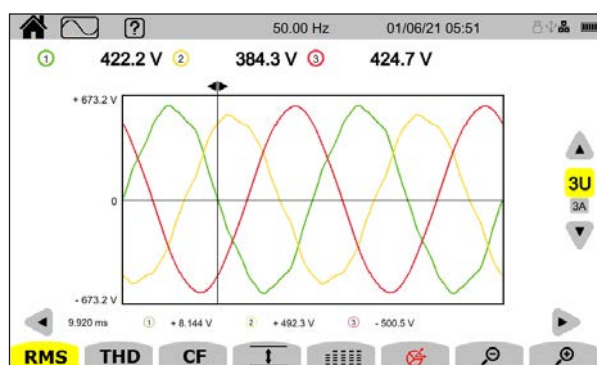 ? 50.00 Hz 01/06/21 05:51
1 422.2 V 2 384.3 V 3 424.7 V
+ 673.2 V
0
- 673.2 V
3U
3A
9.920 ms 1 + 8.144 V 2 + 492.3 V 3 - 500.5 V
RMS THD CF